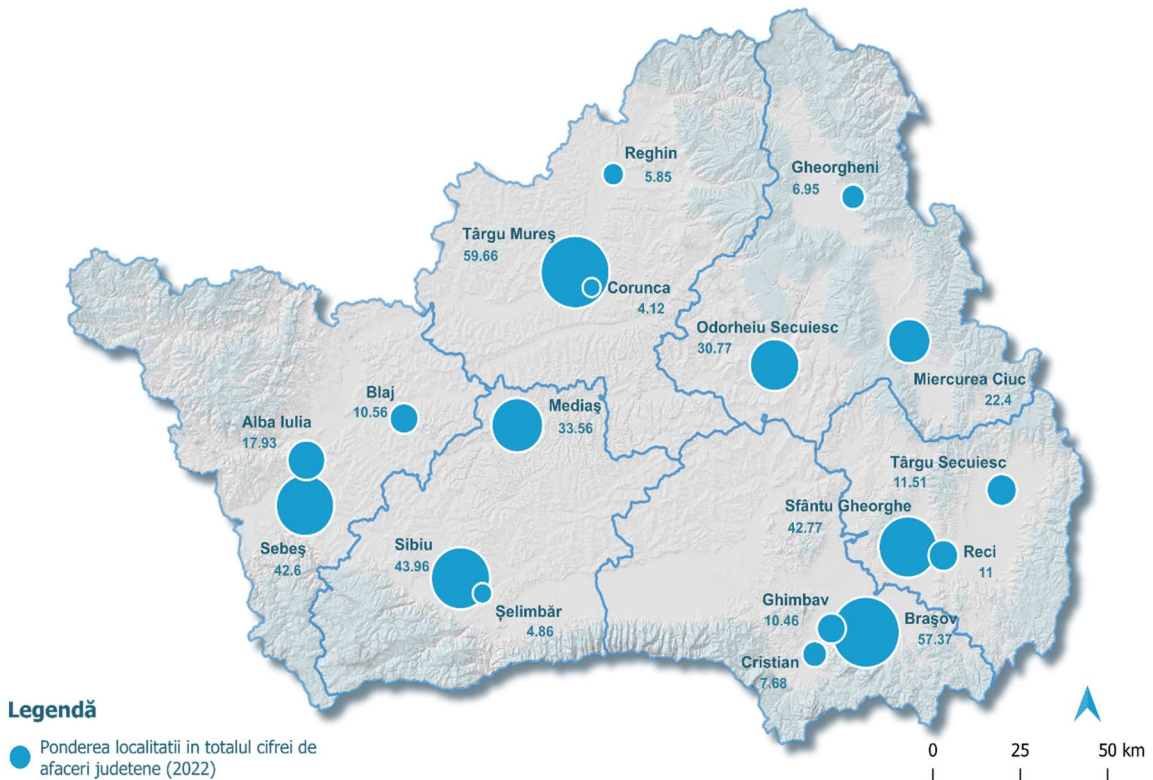 Reghin
5.85
Gheorgheni
6.95
Târgu Mureş
59.66
Corunca
4.12
Odorheiu Secuiesc
30.77
Miercurea Ciuc
22.4
Blaj
10.56
Mediaş
33.56
Alba Iulia
17.93
Târgu Secuiesc
11.51
Sfântu Gheorghe
42.77
Sebeş
42.6
Sibiu
43.96
Reci
11
Șelimbăr
4.86
Ghimbav
10.46
Braşov
57.37
Cristian
7.68
Legendă
Ponderea localitatii in totalul cifrei de
afaceri judetene (2022)
0 25 50 km